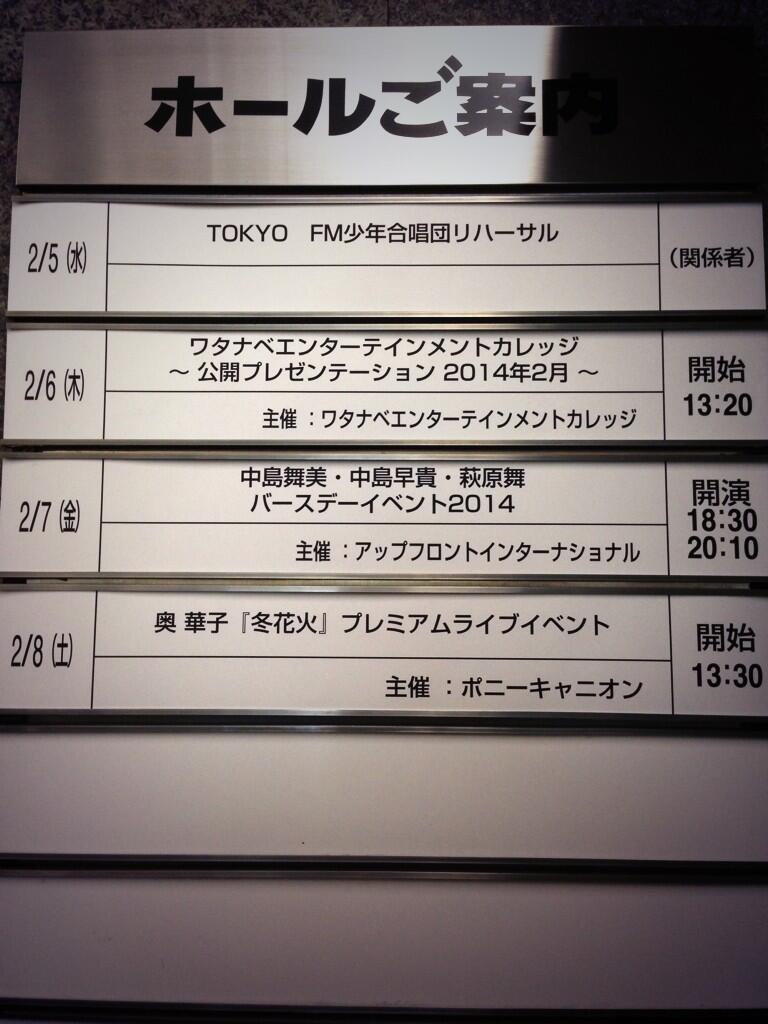 ホールご案内
2/5 (水)
TOKYO　FM少年合唱団リハーサル
(関係者)
2/6 (木)
ワタナベエンターテインメントカレッジ
～ 公開プレゼンテーション 2014年2月 ～
主催 : ワタナベエンターテインメントカレッジ
開始
13:20
2/7 (金)
中島舞美・中島早貴・萩原舞
バースデーイベント2014
主催 : アップフロントインターナショナル
開演
18:30
20:10
2/8 (土)
奥 華子『冬花火』プレミアムライブイベント
主催 : ポニーキャニオン
開始
13:30